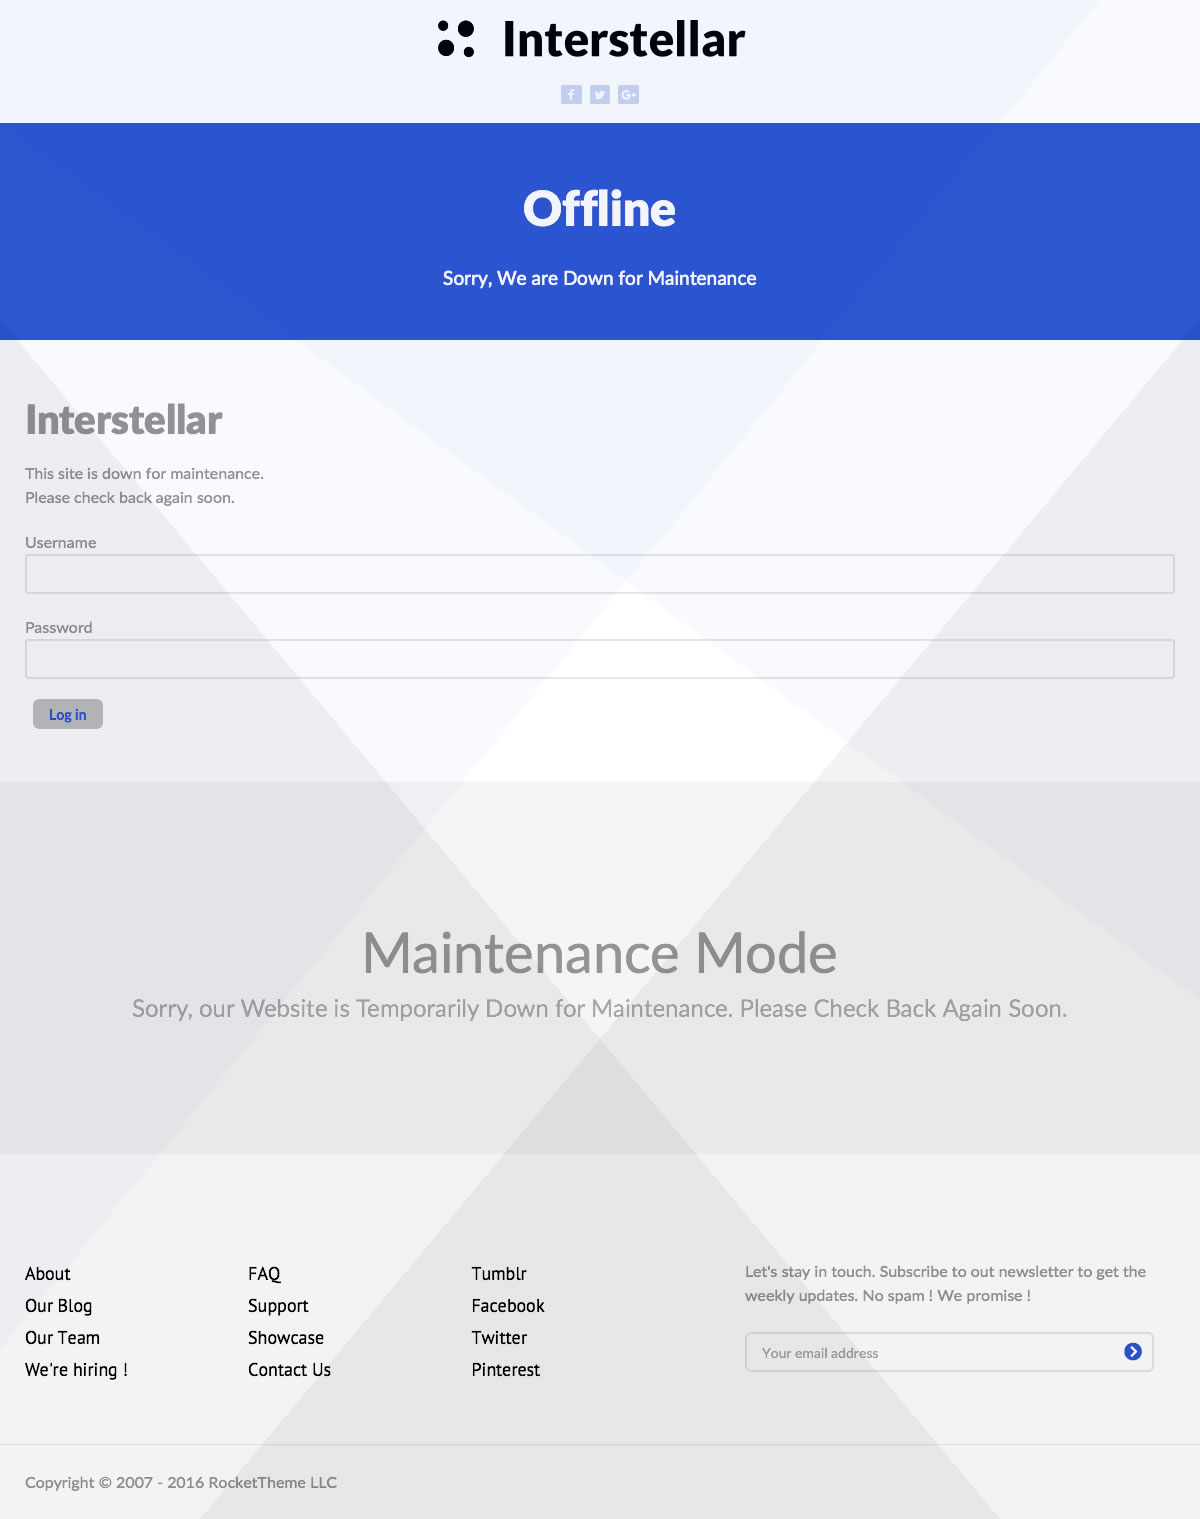 Interstellar
Offline
Sorry, We are Down for Maintenance
Interstellar
This site is down for maintenance.
Please check back again soon.
Username
Password
Log in
Maintenance Mode
Sorry, our Website is Temporarily Down for Maintenance. Please Check Back Again Soon.
About
Our Blog
Our Team
We're hiring !
FAQ
Support
Showcase
Contact Us
Tumblr
Facebook
Twitter
Pinterest
Let's stay in touch. Subscribe to out newsletter to get the
weekly updates. No spam ! We promise !
Your email address
Copyright © 2007 - 2016 RocketTheme LLC